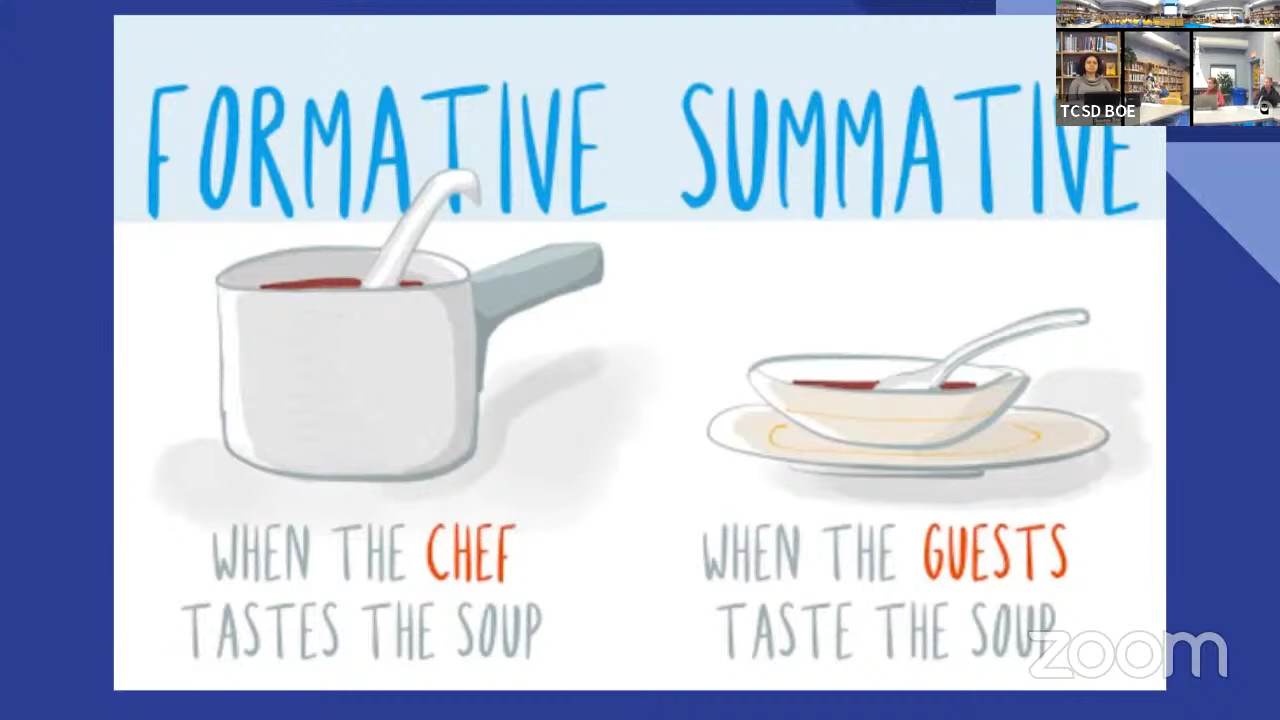 FORMATIVE SUMMATIVE
TCSD BOE
WHEN THE CHEF
TASTES THE SOUP
WHEN THE GUESTS
TASTE THE SOUP
zoom